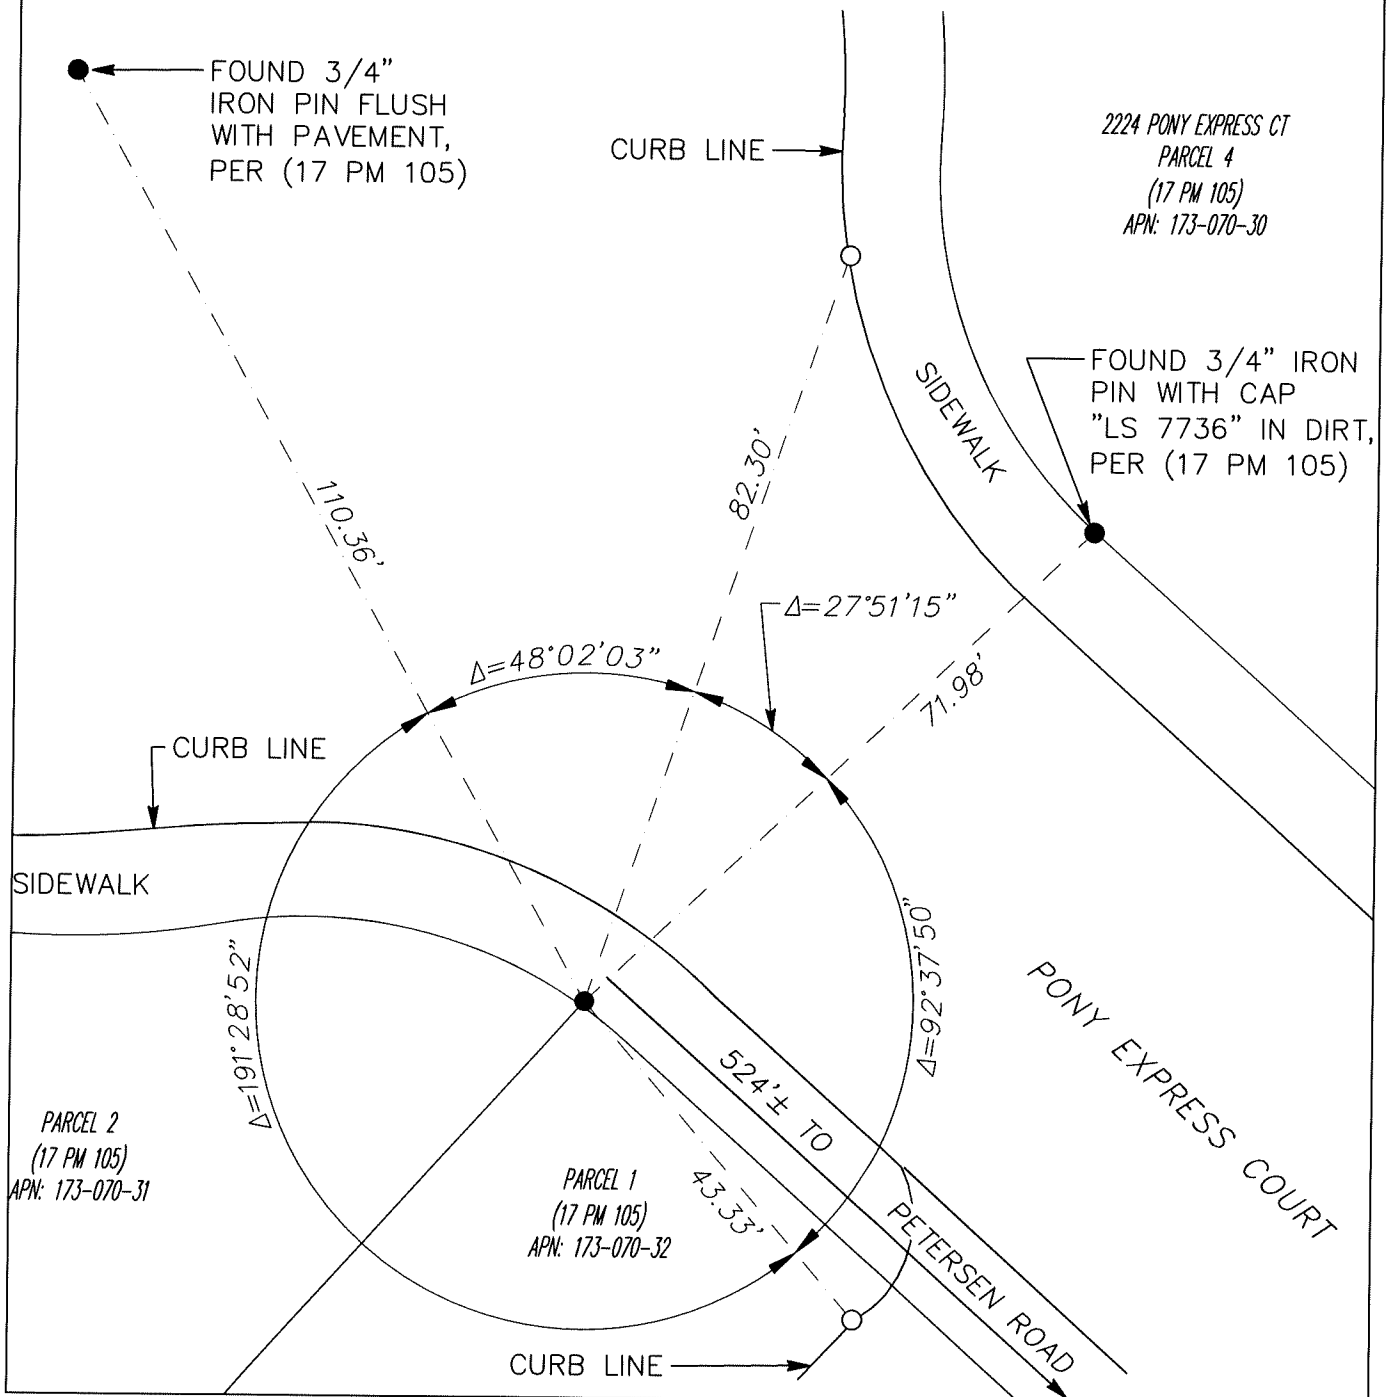 FOUND 3/4"
IRON PIN FLUSH
WITH PAVEMENT,
PER (17 PM 105)
CURB LINE
2224 PONY EXPRESS CT
PARCEL 4
(17 PM 105)
APN: 173-070-30
SIDEWALK
FOUND 3/4" IRON
PIN WITH CAP
"LS 7736" IN DIRT,
PER (17 PM 105)
110.36'
82.30'
Δ=27°51'15"
Δ=48°02'03"
71.98'
CURB LINE
SIDEWALK
Δ=191°28'52"
Δ=92°37'50"
PONY EXPRESS COURT
524'± TO
PETERSEN ROAD
43.33'
PARCEL 2
(17 PM 105)
APN: 173-070-31
PARCEL 1
(17 PM 105)
APN: 173-070-32
CURB LINE